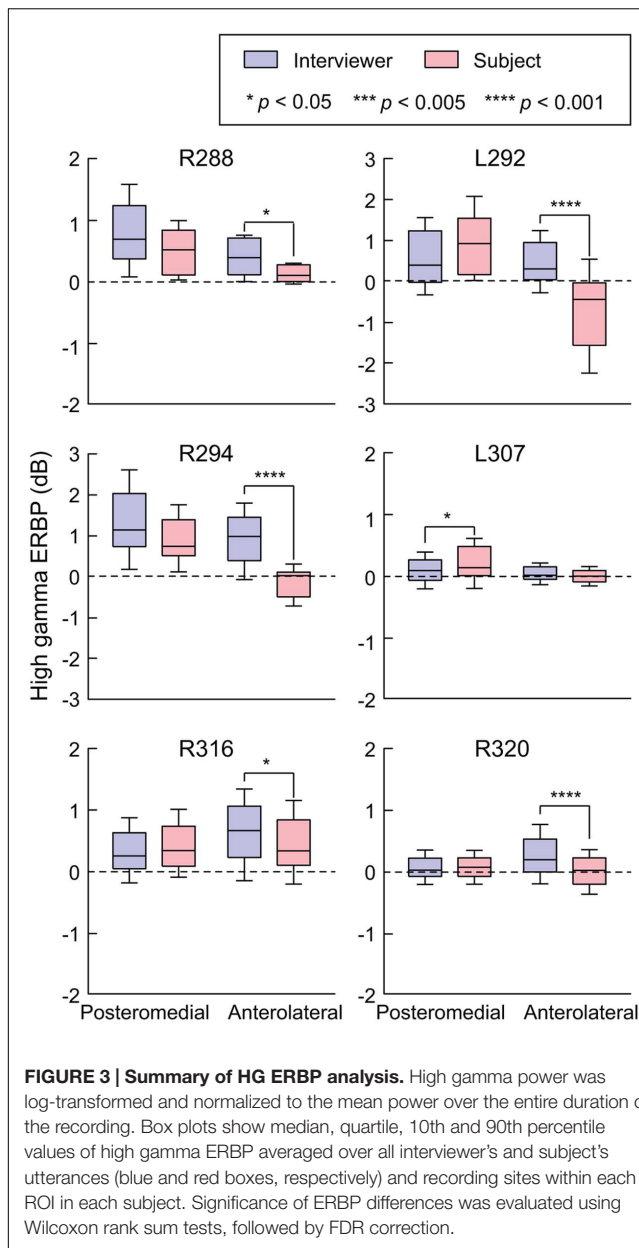 Interviewer Subject
* p < 0.05 *** p < 0.005 **** p < 0.001
R288
2
1
0
-1
-2
*
L292
3
2
1
0
-1
-2
-3
****
High gamma ERBP (dB)
R294
3
2
1
0
-1
-2
-3
****
L307
2
1
0
-1
-2
*
R316
2
1
0
-1
-2
*
Posteromedial Anterolateral
R320
2
1
0
-1
-2
****
Posteromedial Anterolateral
FIGURE 3 | Summary of HG ERBP analysis. High gamma power was
log-transformed and normalized to the mean power over the entire duration of
the recording. Box plots show median, quartile, 10th and 90th percentile
values of high gamma ERBP averaged over all interviewer's and subject's
utterances (blue and red boxes, respectively) and recording sites within each
ROI in each subject. Significance of ERBP differences was evaluated using
Wilcoxon rank sum tests, followed by FDR correction.